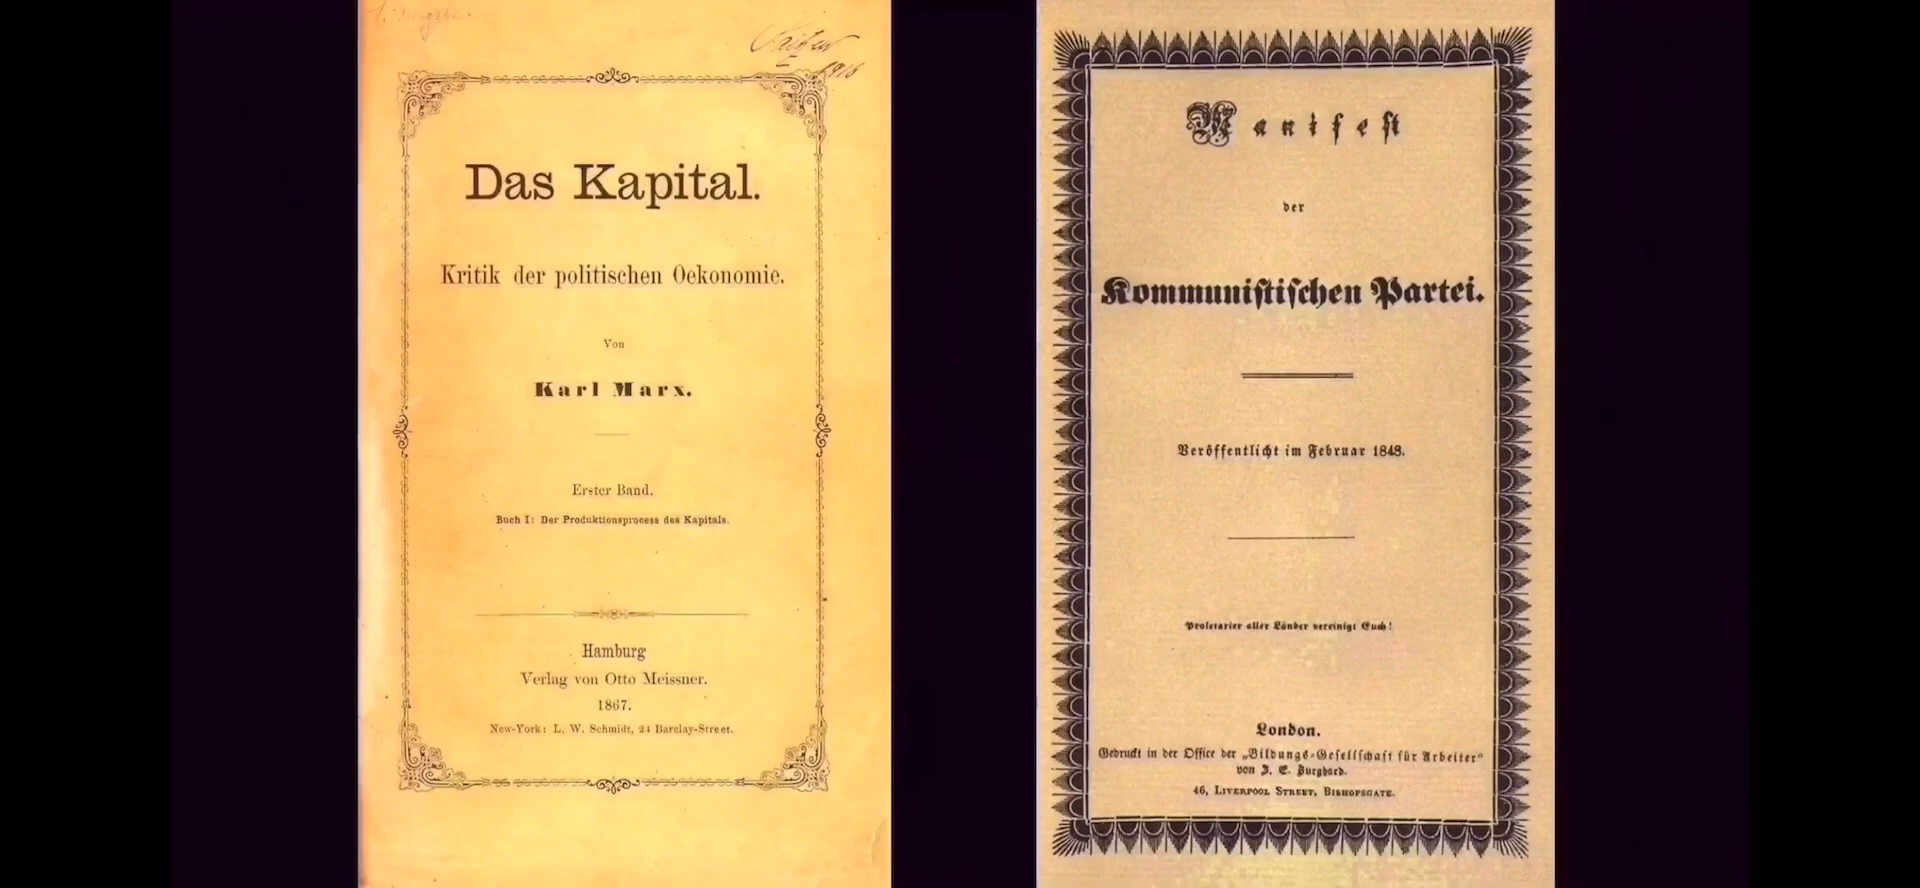 Das Kapital.
Kritik der politischen Oekonomie.
Von
Karl Marx.
Erster Band.
Buch I: Der Produktionsprocess des Kapitals.
Hamburg
Verlag von Otto Meissner.
1867.
New-York: L. W. Schmidt, 24 Barclay-Street.
Manifest
der
Kommunistischen Partei.
Veröffentlicht im Februar 1848.
Proletarier aller Länder vereinigt Euch!
London.
Gedruckt in der Office der „Bildungs-Gesellschaft für Arbeiter“
von J. E. Burghard.
46, Liverpool Street, Bishopsgate.